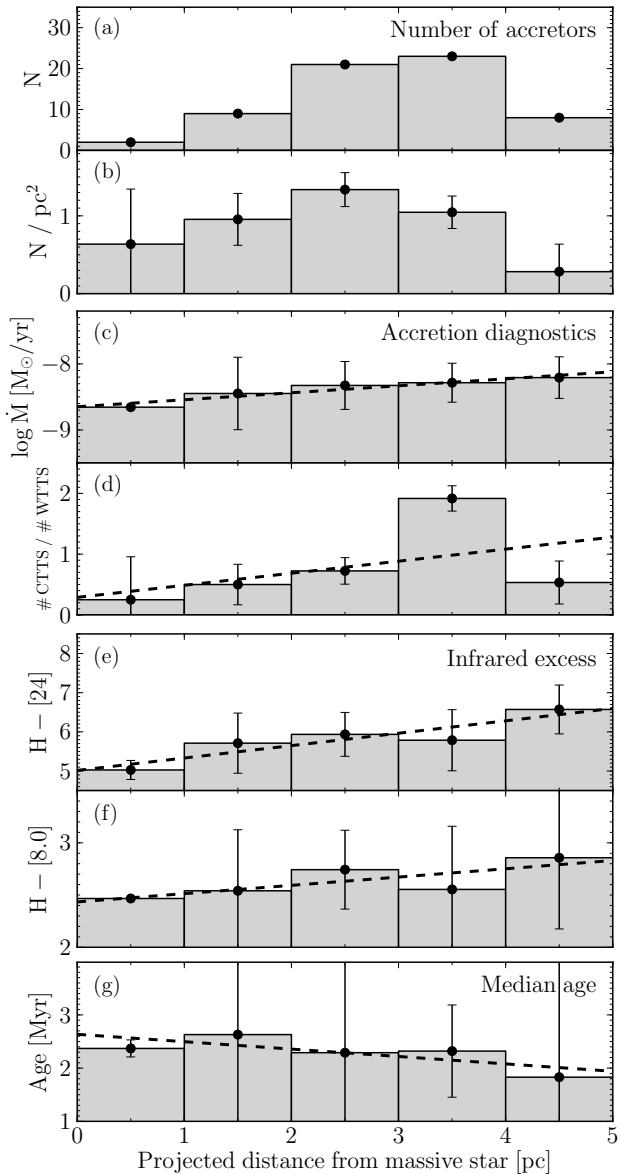 (a) Number of accretors
N
30
20
10
0
(b)
N / pc²
1
0
(c) Accretion diagnostics
log Ṁ [M⊙/yr]
−8
−9
(d)
#CTTS / #WTTS
2
1
0
(e) Infrared excess
H − [24]
8
7
6
5
(f)
H − [8.0]
3
2
(g) Median age
Age [Myr]
3
2
1
0 1 2 3 4 5
Projected distance from massive star [pc]